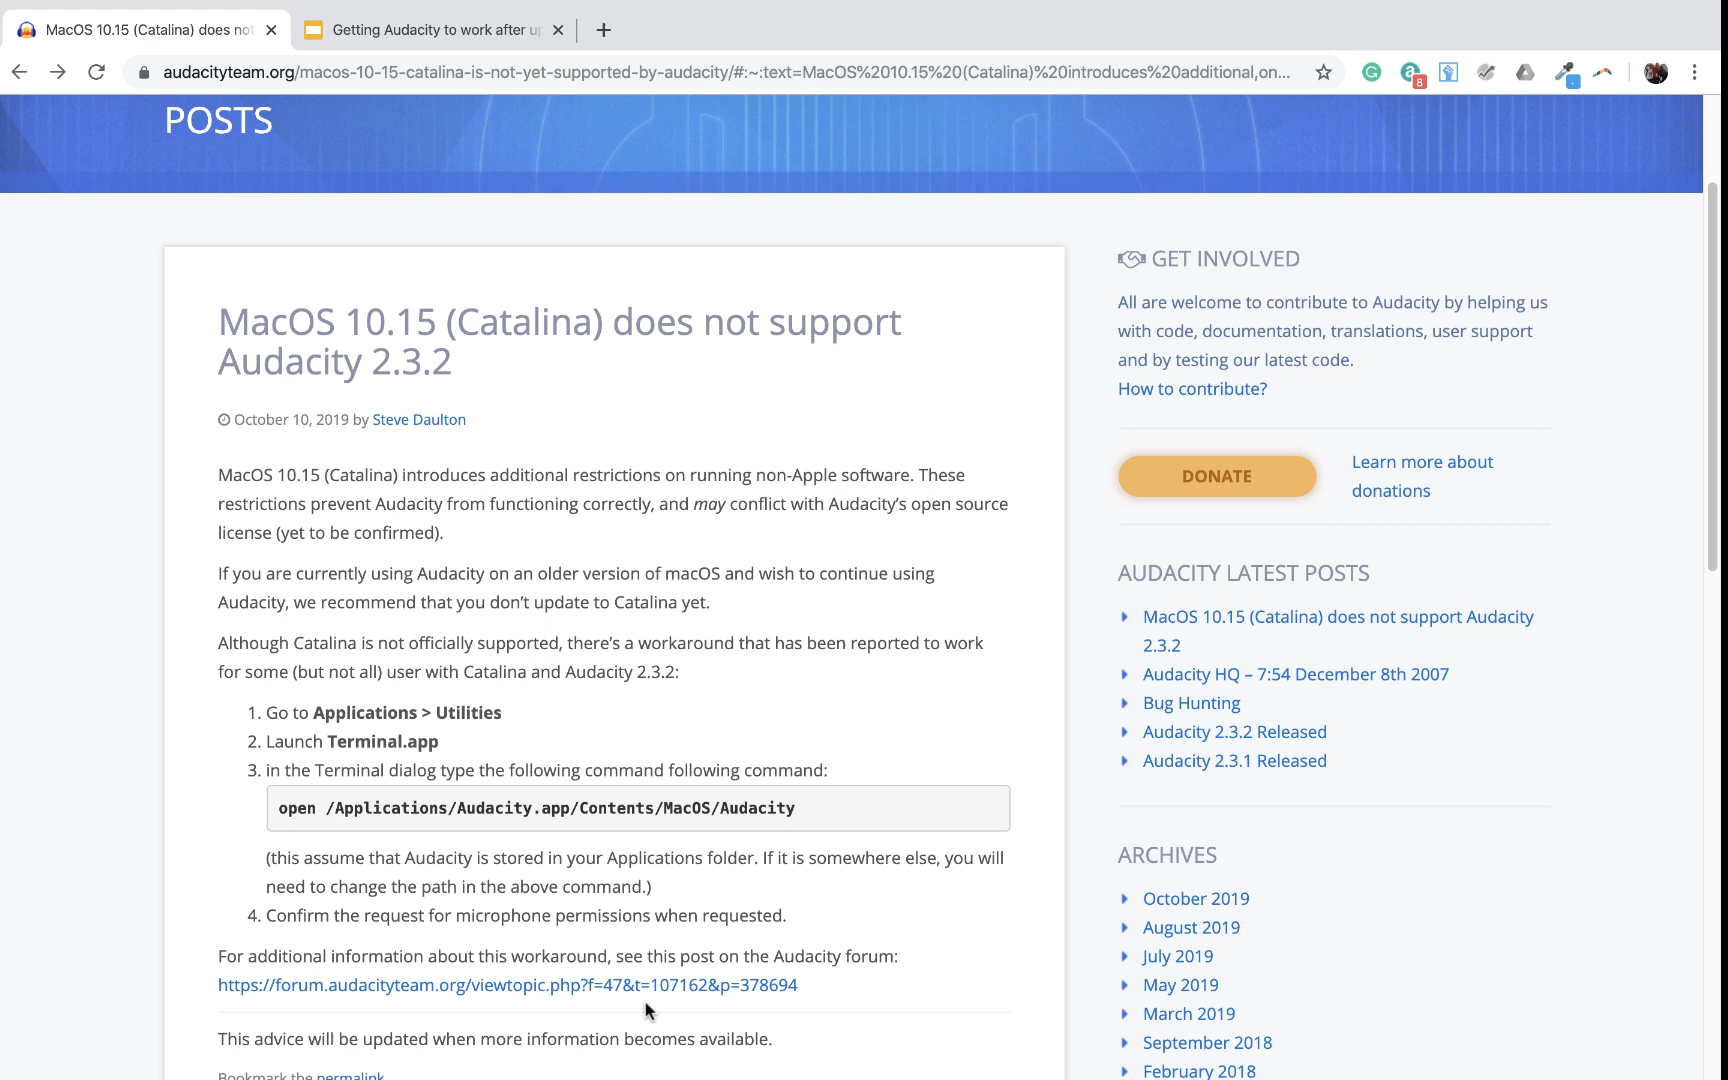 MacOS 10.15 (Catalina) does not
Getting Audacity to work after up
audacityteam.org/macos-10-15-catalina-is-not-yet-supported-by-audacity/#:~:text=MacOS%2010.15%20(Catalina)%20introduces%20additional,on...
8
POSTS
MacOS 10.15 (Catalina) does not support
Audacity 2.3.2
October 10, 2019 by Steve Daulton
MacOS 10.15 (Catalina) introduces additional restrictions on running non-Apple software. These
restrictions prevent Audacity from functioning correctly, and may conflict with Audacity's open source
license (yet to be confirmed).
If you are currently using Audacity on an older version of macOS and wish to continue using
Audacity, we recommend that you don't update to Catalina yet.
Although Catalina is not officially supported, there's a workaround that has been reported to work
for some (but not all) user with Catalina and Audacity 2.3.2:
1. Go to Applications > Utilities
2. Launch Terminal.app
3. in the Terminal dialog type the following command following command:
open /Applications/Audacity.app/Contents/MacOS/Audacity
(this assume that Audacity is stored in your Applications folder. If it is somewhere else, you will
need to change the path in the above command.)
4. Confirm the request for microphone permissions when requested.
For additional information about this workaround, see this post on the Audacity forum:
https://forum.audacityteam.org/viewtopic.php?f=47&t=107162&p=378694
This advice will be updated when more information becomes available.
Bookmark the permalink
GET INVOLVED
All are welcome to contribute to Audacity by helping us
with code, documentation, translations, user support
and by testing our latest code.
How to contribute?
DONATE
Learn more about
donations
AUDACITY LATEST POSTS
MacOS 10.15 (Catalina) does not support Audacity
2.3.2
Audacity HQ – 7:54 December 8th 2007
Bug Hunting
Audacity 2.3.2 Released
Audacity 2.3.1 Released
ARCHIVES
October 2019
August 2019
July 2019
May 2019
March 2019
September 2018
February 2018